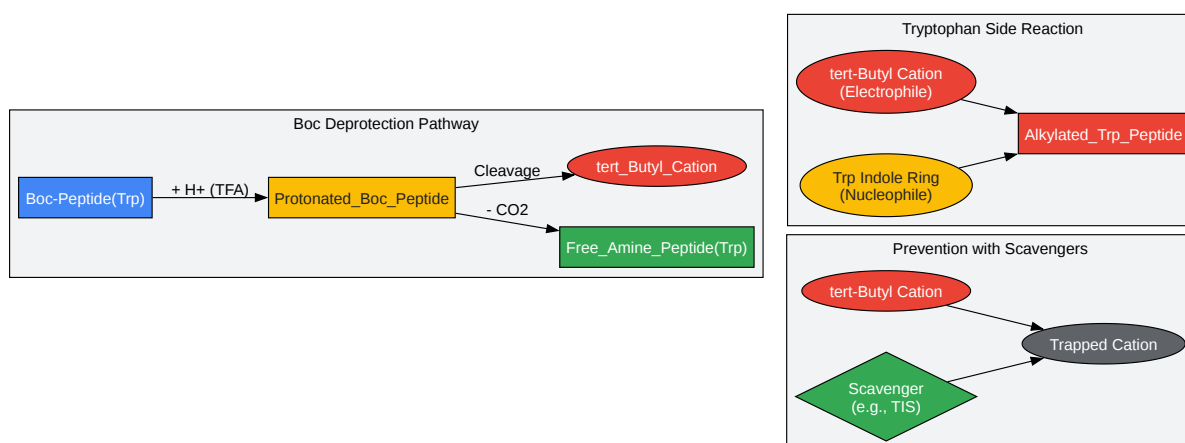 Boc Deprotection Pathway
Boc-Peptide(Trp)
+ H+ (TFA)
Protonated_Boc_Peptide
Cleavage
tert_Butyl_Cation
- CO2
Free_Amine_Peptide(Trp)
Tryptophan Side Reaction
tert-Butyl Cation
(Electrophile)
Alkylated_Trp_Peptide
Trp Indole Ring
(Nucleophile)
Prevention with Scavengers
tert-Butyl Cation
Trapped Cation
Scavenger
(e.g., TIS)